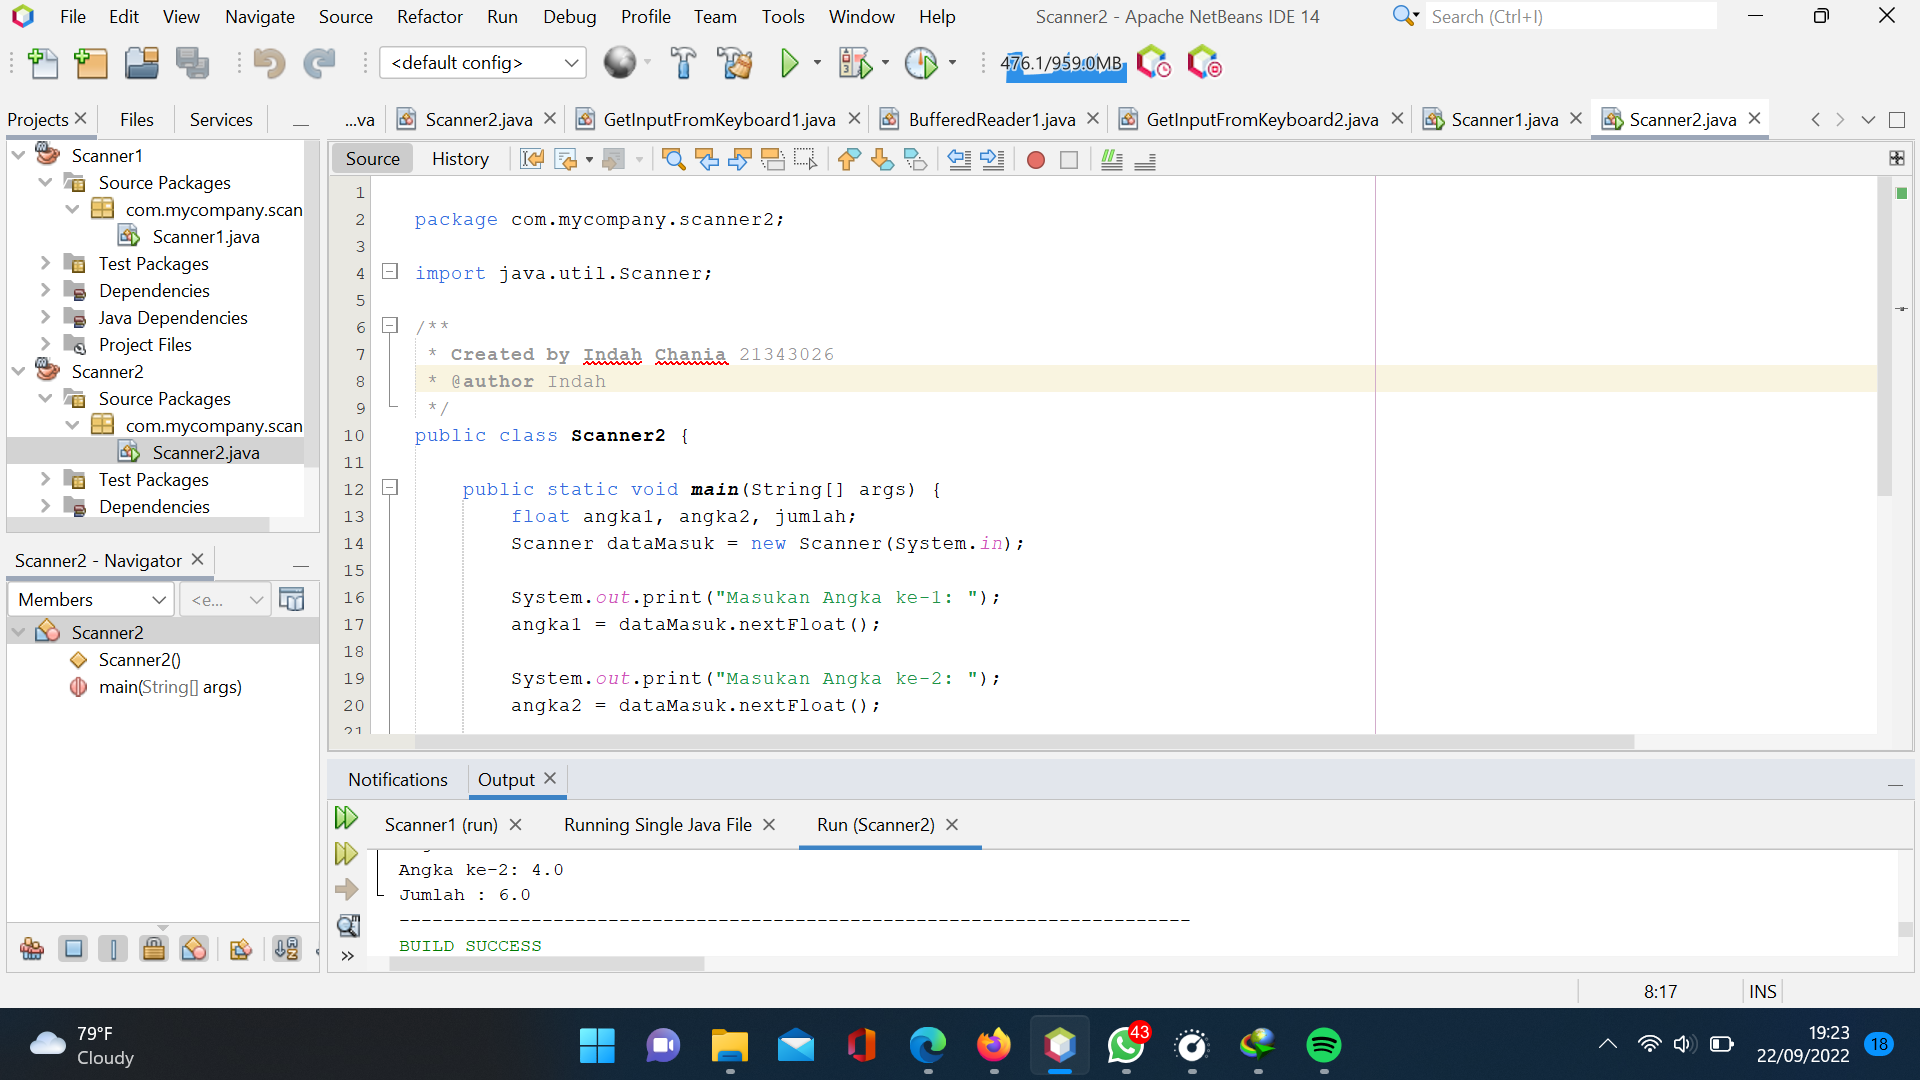 File Edit View Navigate Source Refactor Run Debug Profile Team Tools Window Help Scanner2 - Apache NetBeans IDE 14 Search (Ctrl+I)
<default config> 476.1/959.0MB
Projects Files Services
...va Scanner2.java GetInputFromKeyboard1.java BufferedReader1.java GetInputFromKeyboard2.java Scanner1.java Scanner2.java
Source History
Scanner1
Source Packages
com.mycompany.scan
Scanner1.java
Test Packages
Dependencies
Java Dependencies
Project Files
Scanner2
Source Packages
com.mycompany.scan
Scanner2.java
Test Packages
Dependencies
Scanner2 - Navigator
Members <e...
Scanner2
Scanner2()
main(String[] args)
1
2 package com.mycompany.scanner2;
3
4 import java.util.Scanner;
5
6 /**
7 * Created by Indah Chania 21343026
8 * @author Indah
9 */
10 public class Scanner2 {
11
12 public static void main(String[] args) {
13 float angka1, angka2, jumlah;
14 Scanner dataMasuk = new Scanner(System.in);
15
16 System.out.print("Masukan Angka ke-1: ");
17 angka1 = dataMasuk.nextFloat();
18
19 System.out.print("Masukan Angka ke-2: ");
20 angka2 = dataMasuk.nextFloat();
21
Notifications Output
Scanner1 (run) Running Single Java File Run (Scanner2)
Angka ke-2: 4.0
Jumlah : 6.0
------------------------------------------------------------------------
BUILD SUCCESS
8:17 INS
79°F
Cloudy
43
19:23
22/09/2022
18